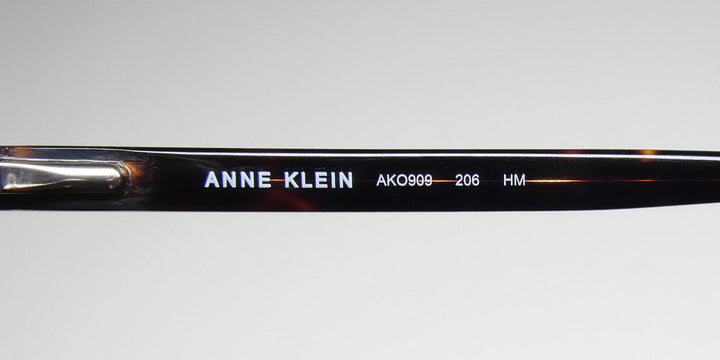 ANNE KLEIN AKO909 206 HM